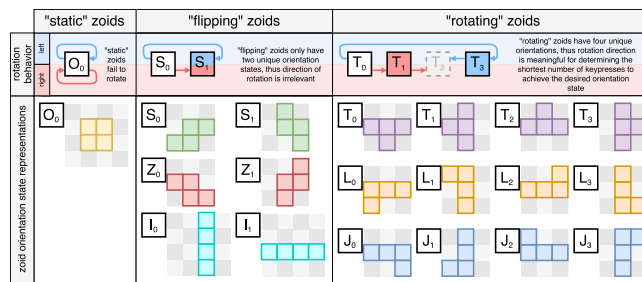 "static" zoids
"flipping" zoids
"rotating" zoids
rotation
behavior
left
right
O0
"static"
zoids
fail to
rotate
S0
S1
"flipping" zoids only have
two unique orientation
states, thus direction of
rotation is irrelevant
T0
T1
T2
T3
"rotating" zoids have four unique
orientations, thus rotation direction
is meaningful for determining the
shortest number of keypresses to
achieve the desired orientation
state
zoid orientation state representations
O0
S0
S1
T0
T1
T2
T3
Z0
Z1
L0
L1
L2
L3
I0
I1
J0
J1
J2
J3